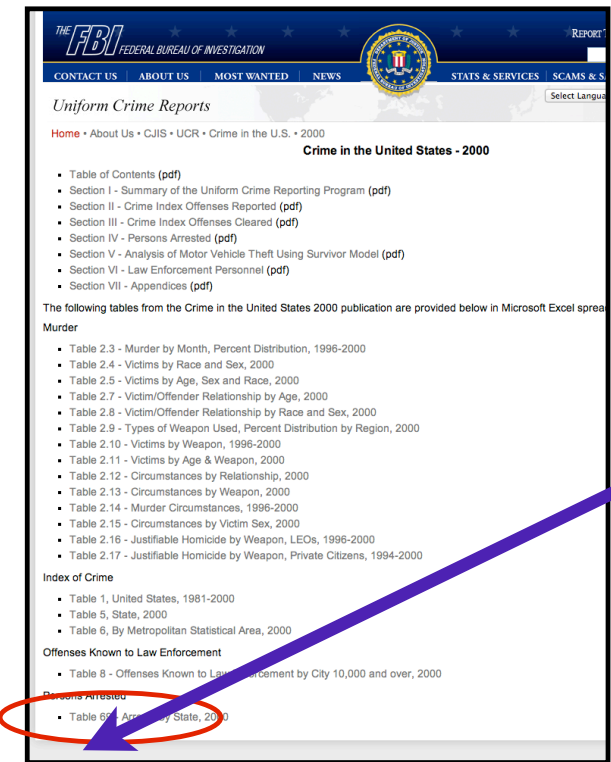 THE FBI FEDERAL BUREAU OF INVESTIGATION
REPORT
CONTACT US ABOUT US MOST WANTED NEWS STATS & SERVICES SCAMS &
Select
Uniform Crime Reports
Home • About Us • CJIS • UCR • Crime in the U.S. • 2000
Crime in the United States - 2000
▪ Table of Contents (pdf)
▪ Section I - Summary of the Uniform Crime Reporting Program (pdf)
▪ Section II - Crime Index Offenses Reported (pdf)
▪ Section III - Crime Index Offenses Cleared (pdf)
▪ Section IV - Persons Arrested (pdf)
▪ Section V - Analysis of Motor Vehicle Theft Using Survivor Model (pdf)
▪ Section VI - Law Enforcement Personnel (pdf)
▪ Section VII - Appendices (pdf)
The following tables from the Crime in the United States 2000 publication are provided below in Microsoft Excel
Murder
▪ Table 2.3 - Murder by Month, Percent Distribution, 1996-2000
▪ Table 2.4 - Victims by Race and Sex, 2000
▪ Table 2.5 - Victims by Age, Sex and Race, 2000
▪ Table 2.7 - Victim/Offender Relationship by Age, 2000
▪ Table 2.8 - Victim/Offender Relationship by Race and Sex, 2000
▪ Table 2.9 - Types of Weapon Used, Percent Distribution by Region, 2000
▪ Table 2.10 - Victims by Weapon, 1996-2000
▪ Table 2.11 - Victims by Age & Weapon, 2000
▪ Table 2.12 - Circumstances by Relationship, 2000
▪ Table 2.13 - Circumstances by Weapon, 2000
▪ Table 2.14 - Murder Circumstances, 1996-2000
▪ Table 2.15 - Circumstances by Victim Sex, 2000
▪ Table 2.16 - Justifiable Homicide by Weapon, LEOs, 1996-2000
▪ Table 2.17 - Justifiable Homicide by Weapon, Private Citizens, 1994-2000
Index of Crime
▪ Table 1, United States, 1981-2000
▪ Table 5, State, 2000
▪ Table 6, By Metropolitan Statistical Area, 2000
Offenses Known to Law Enforcement
▪ Table 8 - Offenses Known to Law Enforcement by City 10,000 and over, 2000
Persons Arrested
▪ Table 69 - Arrest by State, 2000